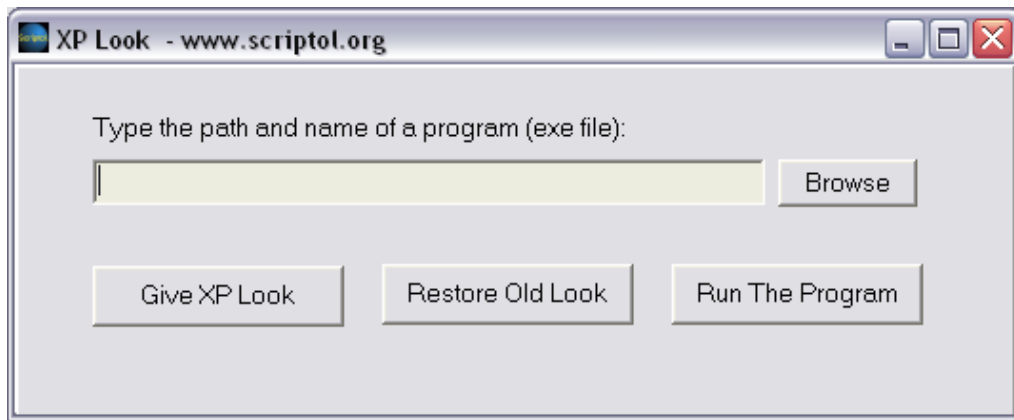 XP Look - www.scriptol.org
Type the path and name of a program (exe file):
Browse
Give XP Look
Restore Old Look
Run The Program